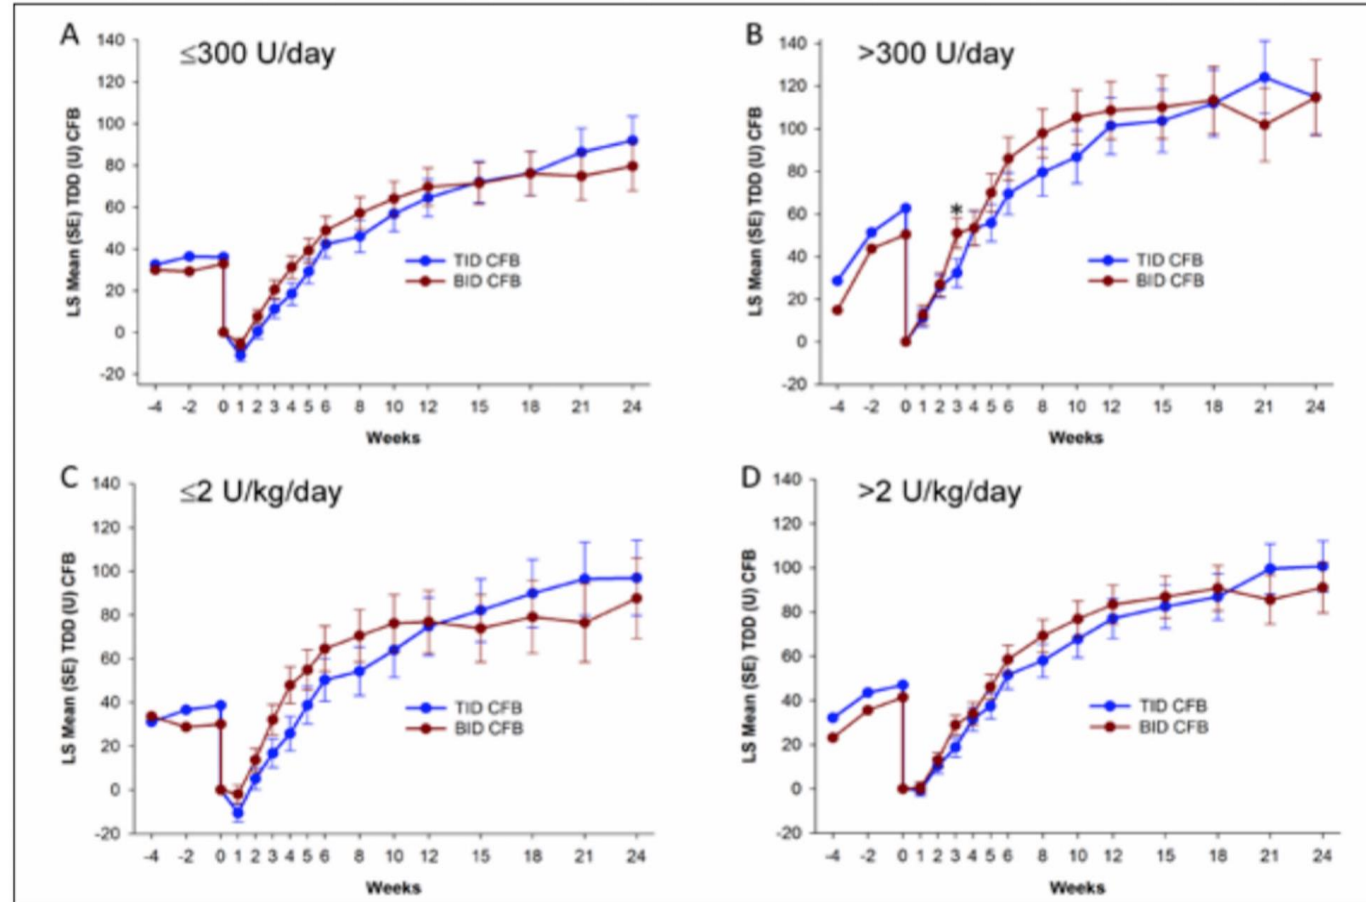 A
≤300 U/day
LS Mean (SE) TDD (U) CFB
140
120
100
80
60
40
20
0
-20
TID CFB
BID CFB
-4 -2 0 1 2 3 4 5 6 8 10 12 15 18 21 24
Weeks
B
>300 U/day
LS Mean (SE) TDD (U) CFB
140
120
100
80
60
40
20
0
-20
*
TID CFB
BID CFB
-4 -2 0 1 2 3 4 5 6 8 10 12 15 18 21 24
Weeks
C
≤2 U/kg/day
LS Mean (SE) TDD (U) CFB
140
120
100
80
60
40
20
0
-20
TID CFB
BID CFB
-4 -2 0 1 2 3 4 5 6 8 10 12 15 18 21 24
Weeks
D
>2 U/kg/day
LS Mean (SE) TDD (U) CFB
140
120
100
80
60
40
20
0
-20
TID CFB
BID CFB
-4 -2 0 1 2 3 4 5 6 8 10 12 15 18 21 24
Weeks